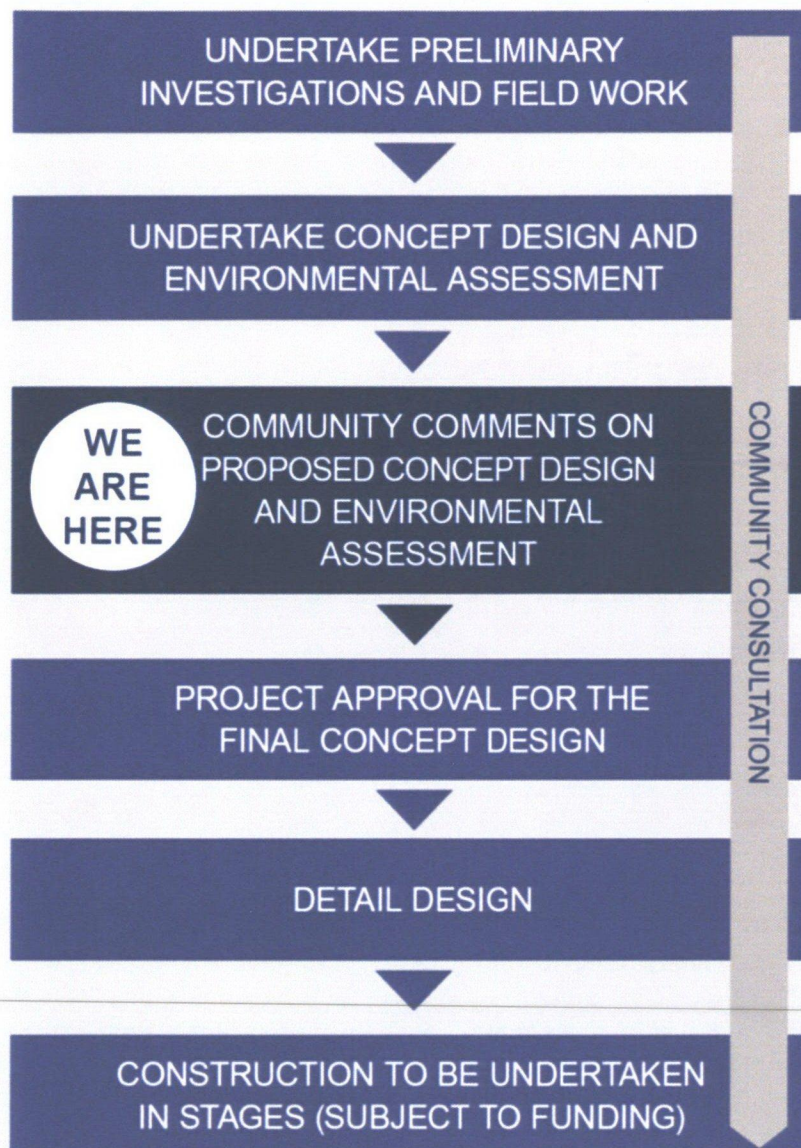 UNDERTAKE PRELIMINARY
INVESTIGATIONS AND FIELD WORK
UNDERTAKE CONCEPT DESIGN AND
ENVIRONMENTAL ASSESSMENT
WE
ARE
HERE
COMMUNITY COMMENTS ON
PROPOSED CONCEPT DESIGN
AND ENVIRONMENTAL
ASSESSMENT
PROJECT APPROVAL FOR THE
FINAL CONCEPT DESIGN
DETAIL DESIGN
CONSTRUCTION TO BE UNDERTAKEN
IN STAGES (SUBJECT TO FUNDING)
COMMUNITY CONSULTATION